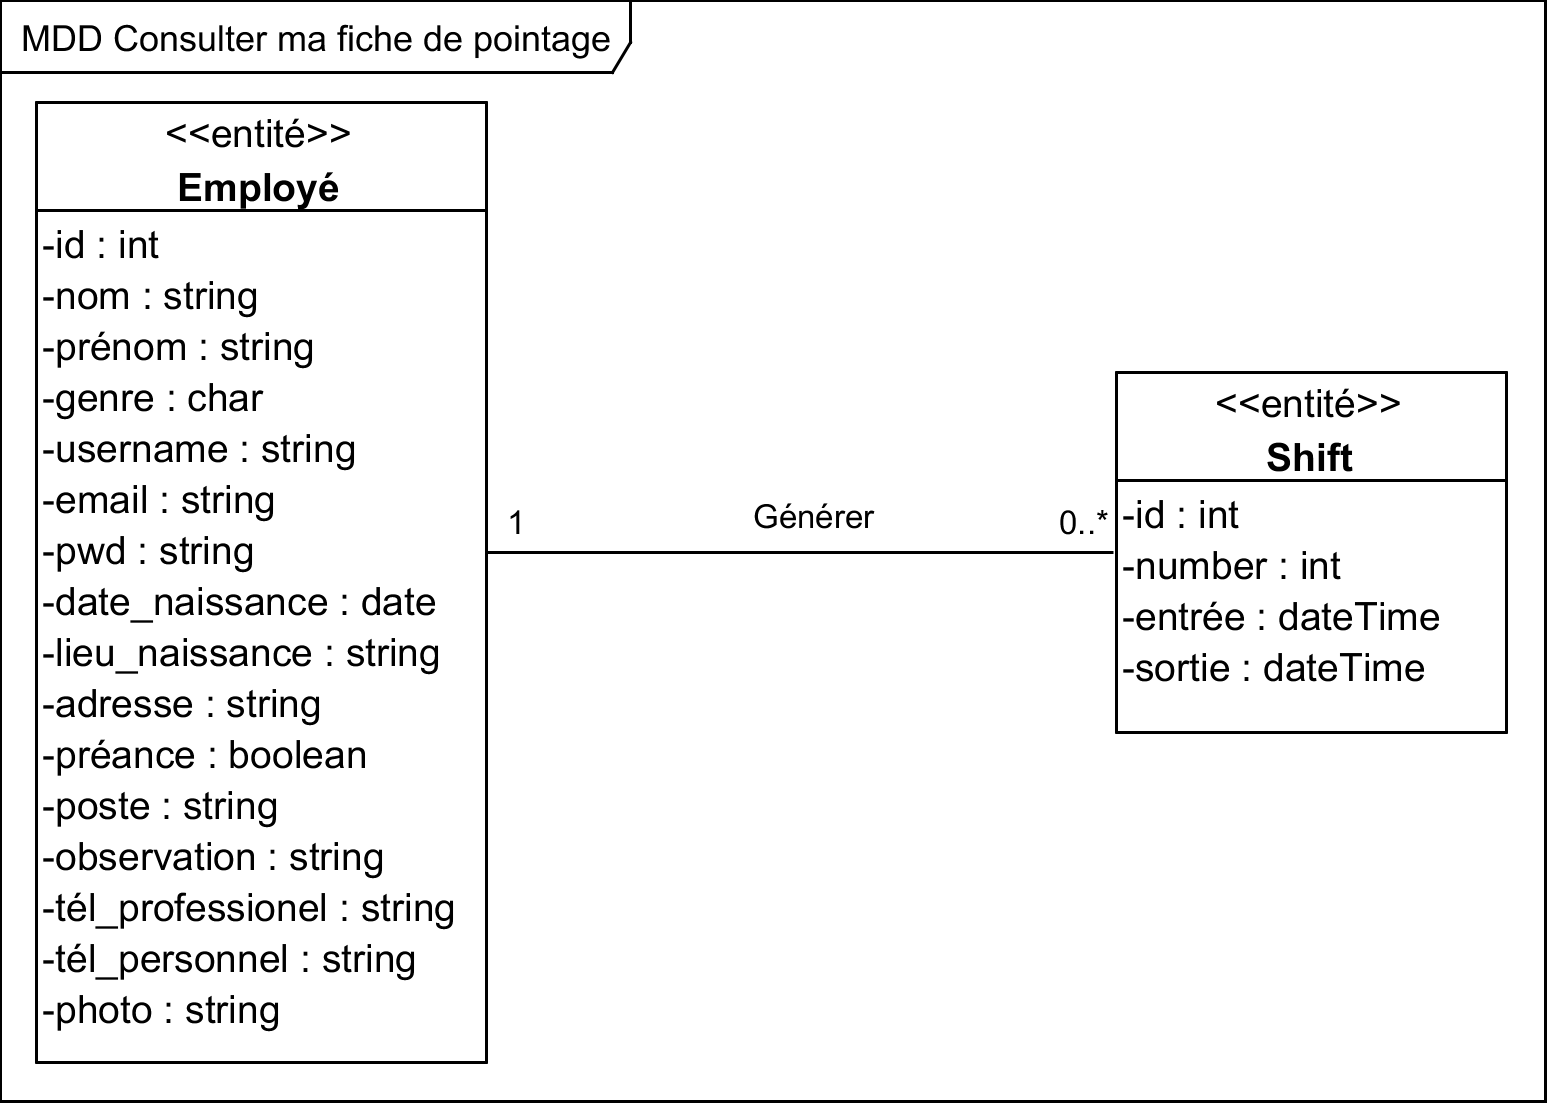 MDD Consulter ma fiche de pointage
<<entité>>
Employé
-id : int
-nom : string
-prénom : string
-genre : char
-username : string
-email : string
-pwd : string
-date_naissance : date
-lieu_naissance : string
-adresse : string
-préance : boolean
-poste : string
-observation : string
-tél_professionel : string
-tél_personnel : string
-photo : string
1
Générer
0..*
<<entité>>
Shift
-id : int
-number : int
-entrée : dateTime
-sortie : dateTime